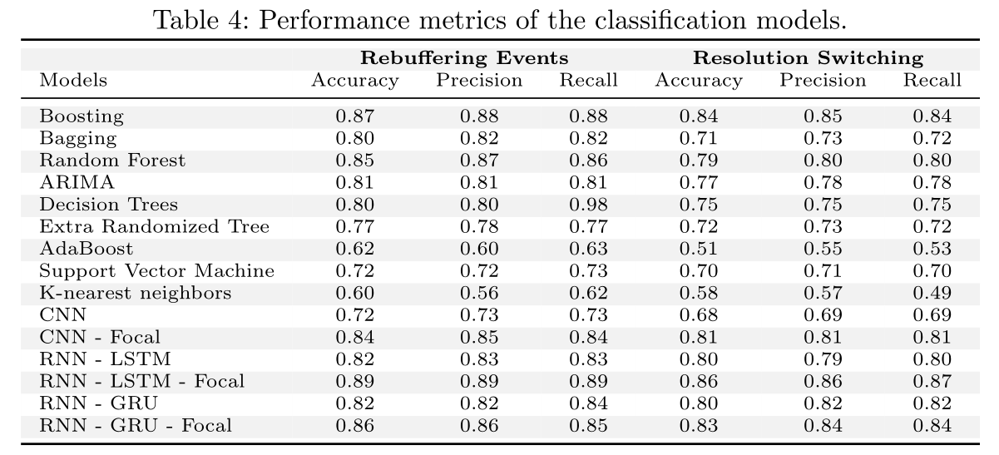 Table 4: Performance metrics of the classification models.
Rebuffering Events Resolution Switching
Models Accuracy Precision Recall Accuracy Precision Recall
Boosting 0.87 0.88 0.88 0.84 0.85 0.84
Bagging 0.80 0.82 0.82 0.71 0.73 0.72
Random Forest 0.85 0.87 0.86 0.79 0.80 0.80
ARIMA 0.81 0.81 0.81 0.77 0.78 0.78
Decision Trees 0.80 0.80 0.98 0.75 0.75 0.75
Extra Randomized Tree 0.77 0.78 0.77 0.72 0.73 0.72
AdaBoost 0.62 0.60 0.63 0.51 0.55 0.53
Support Vector Machine 0.72 0.72 0.73 0.70 0.71 0.70
K-nearest neighbors 0.60 0.56 0.62 0.58 0.57 0.49
CNN 0.72 0.73 0.73 0.68 0.69 0.69
CNN - Focal 0.84 0.85 0.84 0.81 0.81 0.81
RNN - LSTM 0.82 0.83 0.83 0.80 0.79 0.80
RNN - LSTM - Focal 0.89 0.89 0.89 0.86 0.86 0.87
RNN - GRU 0.82 0.82 0.84 0.80 0.82 0.82
RNN - GRU - Focal 0.86 0.86 0.85 0.83 0.84 0.84